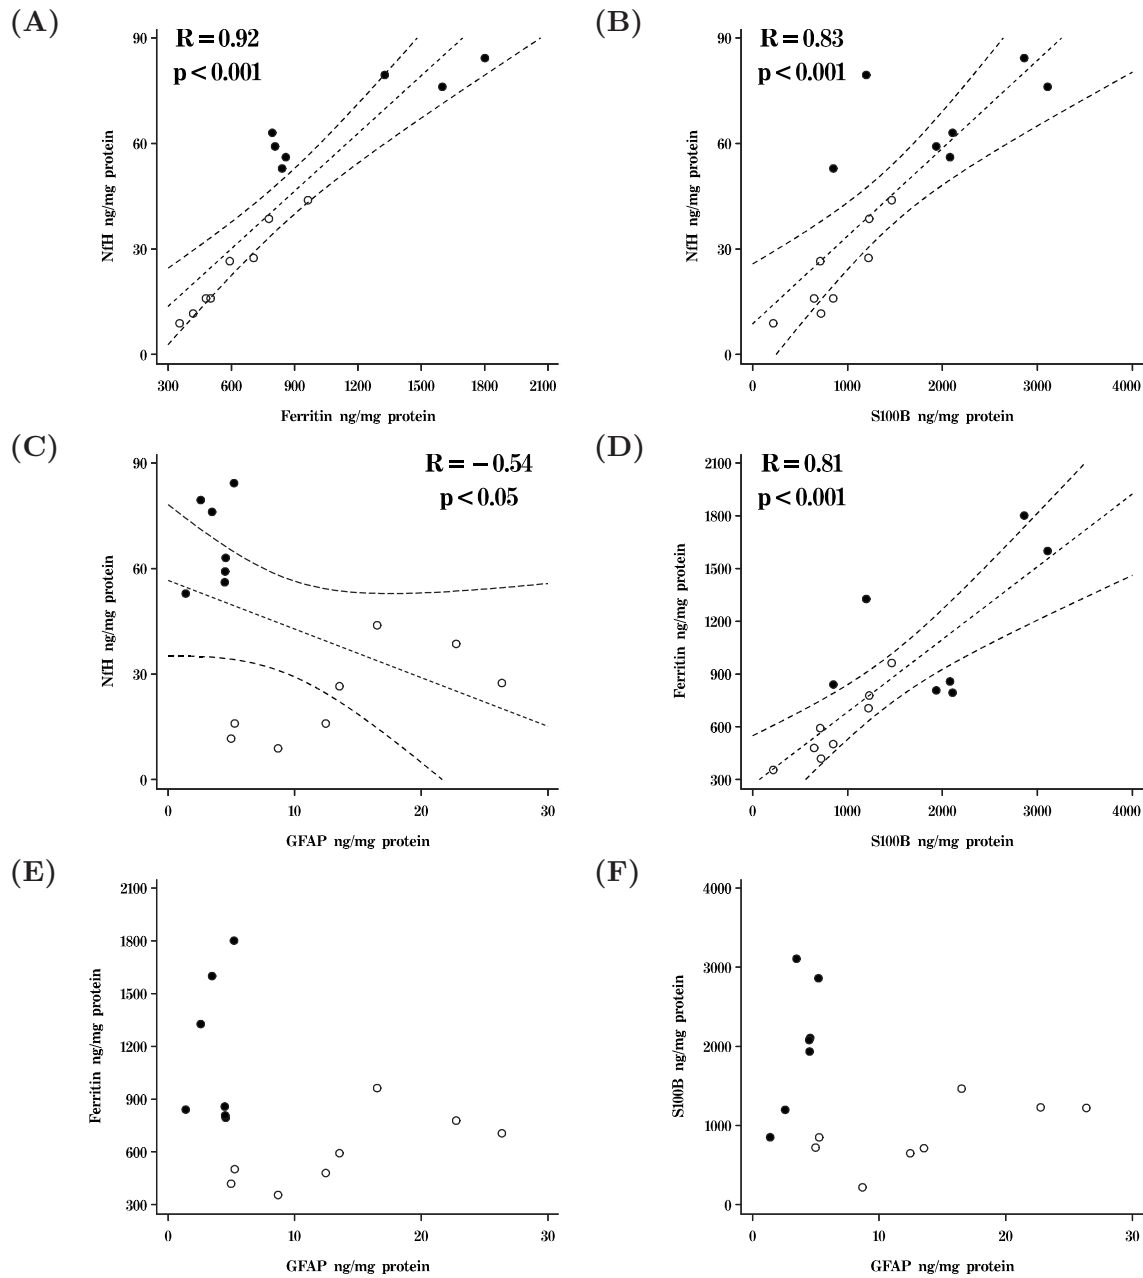 (A)
R = 0.92
p < 0.001
90
60
30
0
NfH ng/mg protein
300 600 900 1200 1500 1800 2100
Ferritin ng/mg protein
(B)
R = 0.83
p < 0.001
90
60
30
0
NfH ng/mg protein
0 1000 2000 3000 4000
S100B ng/mg protein
(C)
R = −0.54
p < 0.05
90
60
30
0
NfH ng/mg protein
0 10 20 30
GFAP ng/mg protein
(D)
R = 0.81
p < 0.001
2100
1800
1500
1200
900
600
300
Ferritin ng/mg protein
0 1000 2000 3000 4000
S100B ng/mg protein
(E)
2100
1800
1500
1200
900
600
300
Ferritin ng/mg protein
0 10 20 30
GFAP ng/mg protein
(F)
4000
3000
2000
1000
0
S100B ng/mg protein
0 10 20 30
GFAP ng/mg protein